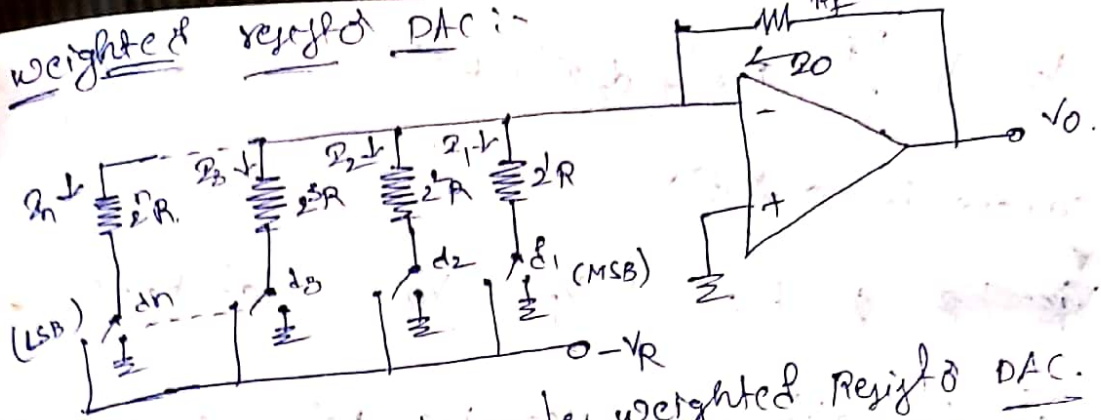 weighted resistor DAC :-
Rf
I0
-
Vo.
In I3 I2 I1
2ⁿR. 2³R 2²R 2¹R
+
dn d3 d2 d1 (MSB)
(LSB)
-VR
weighted Resistor DAC.